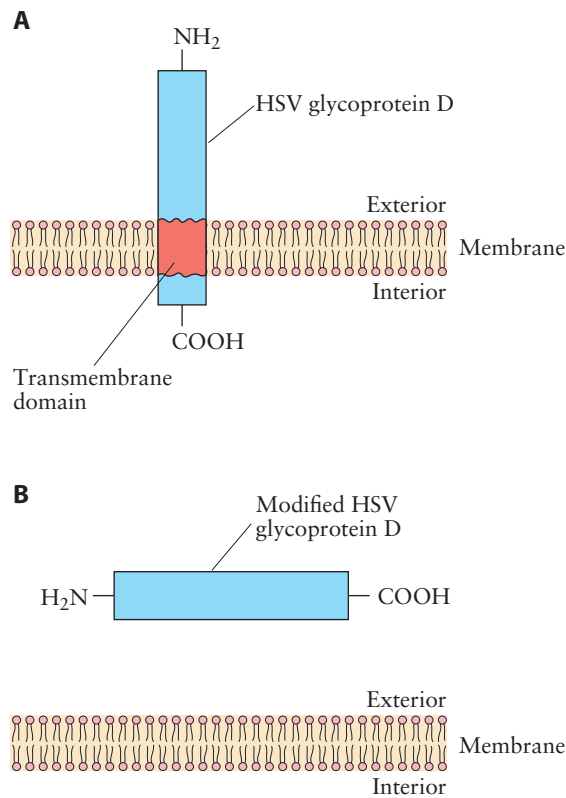 A
NH2
HSV glycoprotein D
Exterior
Membrane
Interior
COOH
Transmembrane
domain
B
Modified HSV
glycoprotein D
H2N
COOH
Exterior
Membrane
Interior